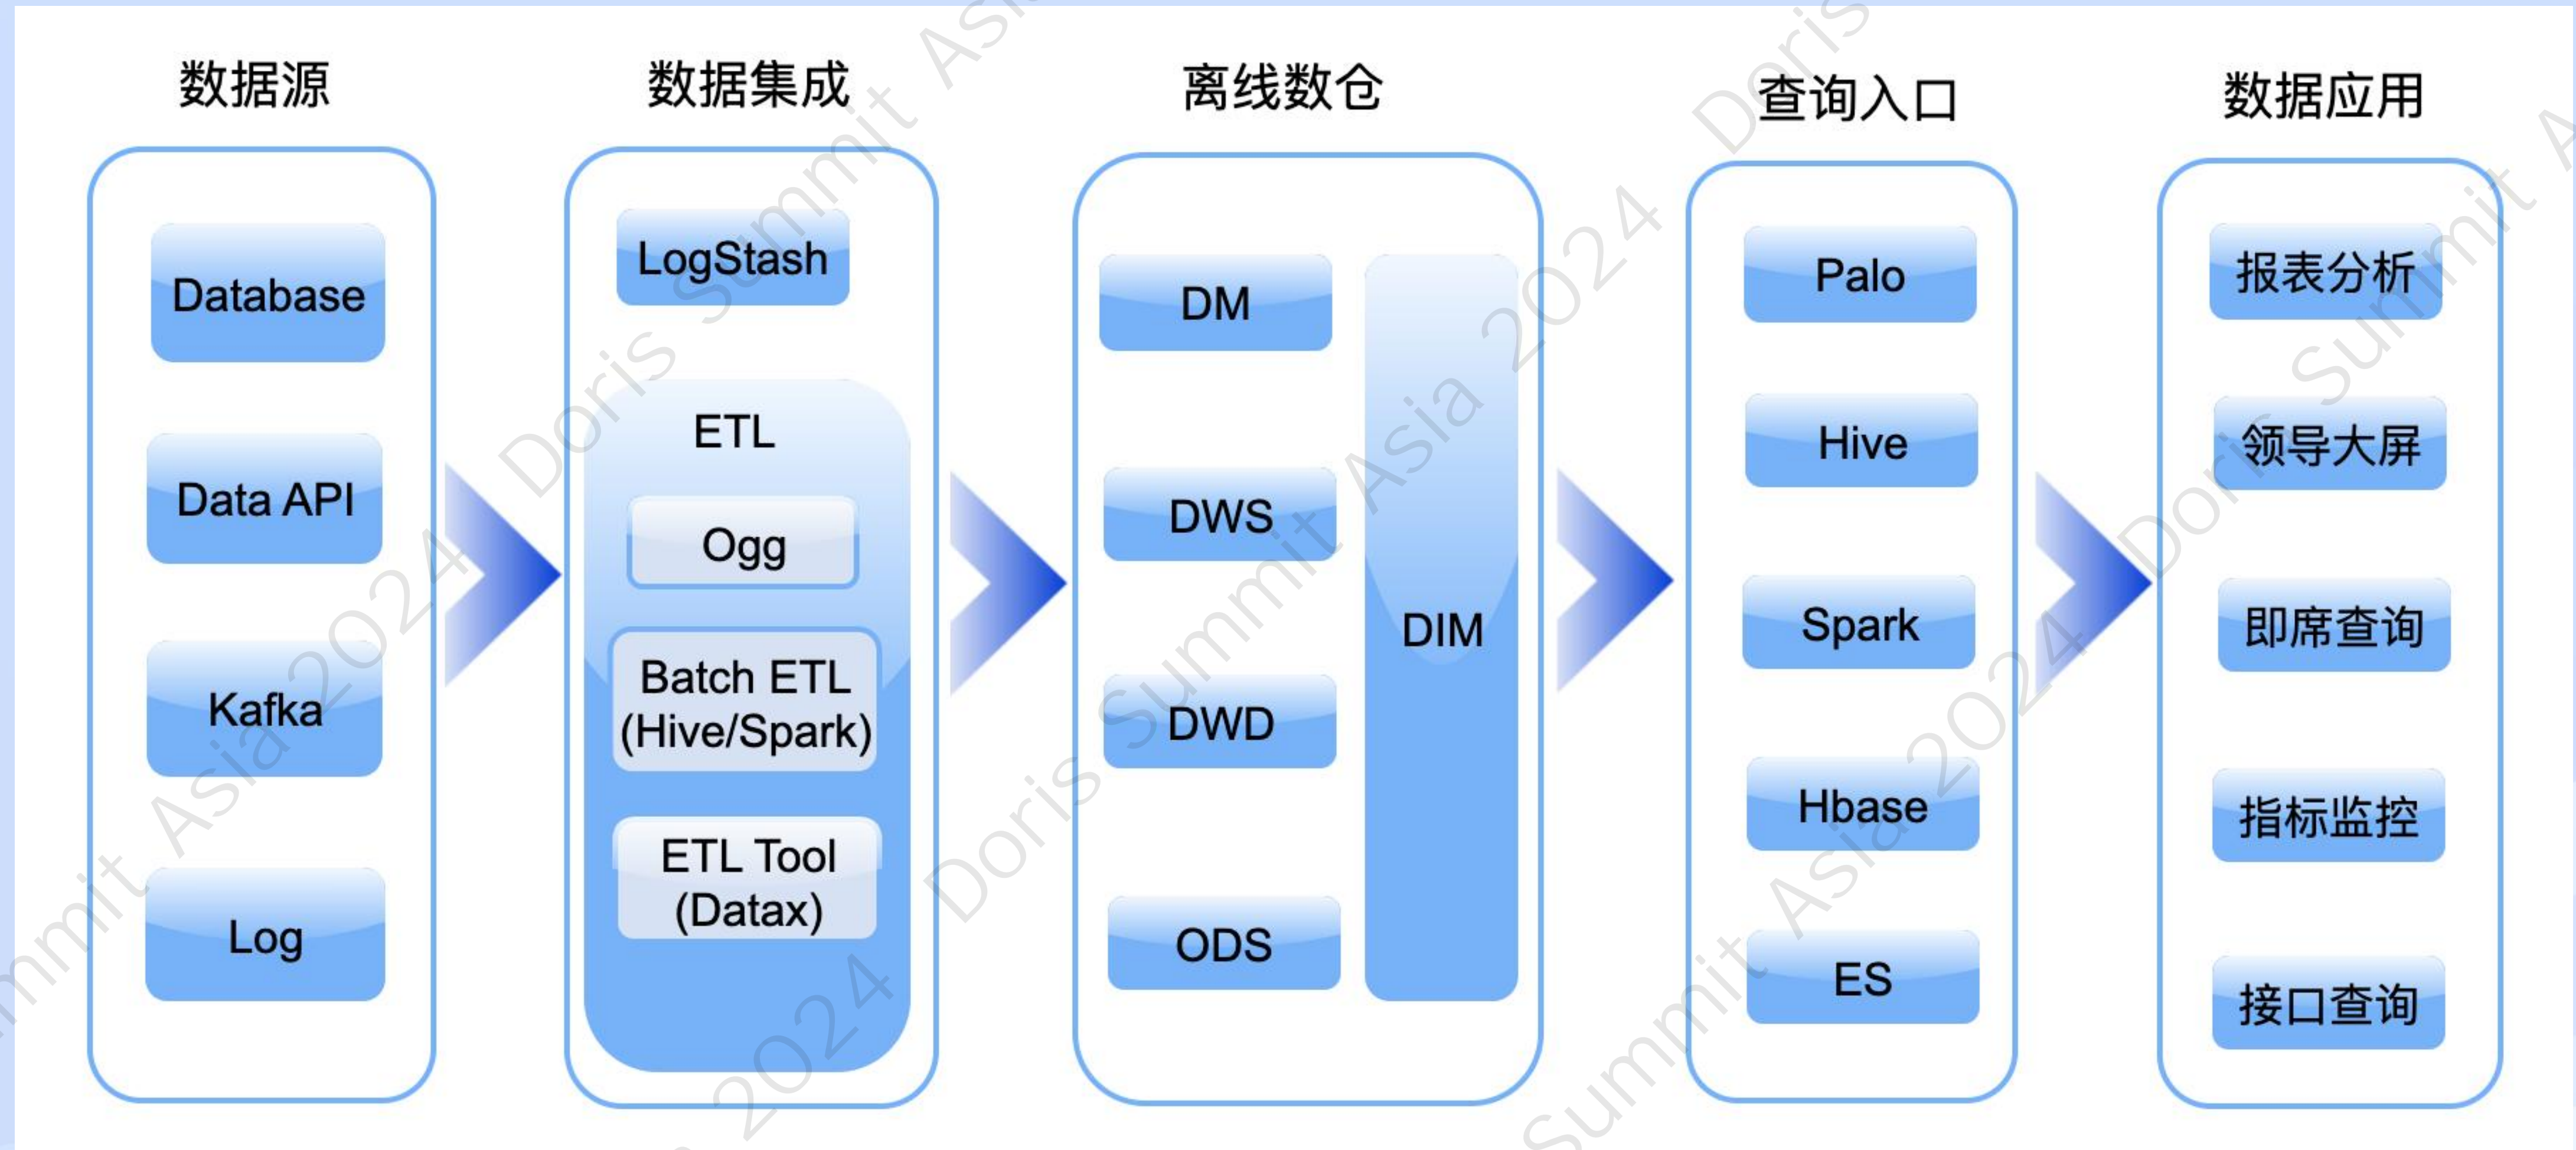 数据源
Database
Data API
Kafka
Log
数据集成
LogStash
ETL
Ogg
Batch ETL
(Hive/Spark)
ETL Tool
(Datax)
离线数仓
DM
DWS
DWD
ODS
DIM
查询入口
Palo
Hive
Spark
Hbase
ES
数据应用
报表分析
领导大屏
即席查询
指标监控
接口查询
Doris Summit Asia 2024